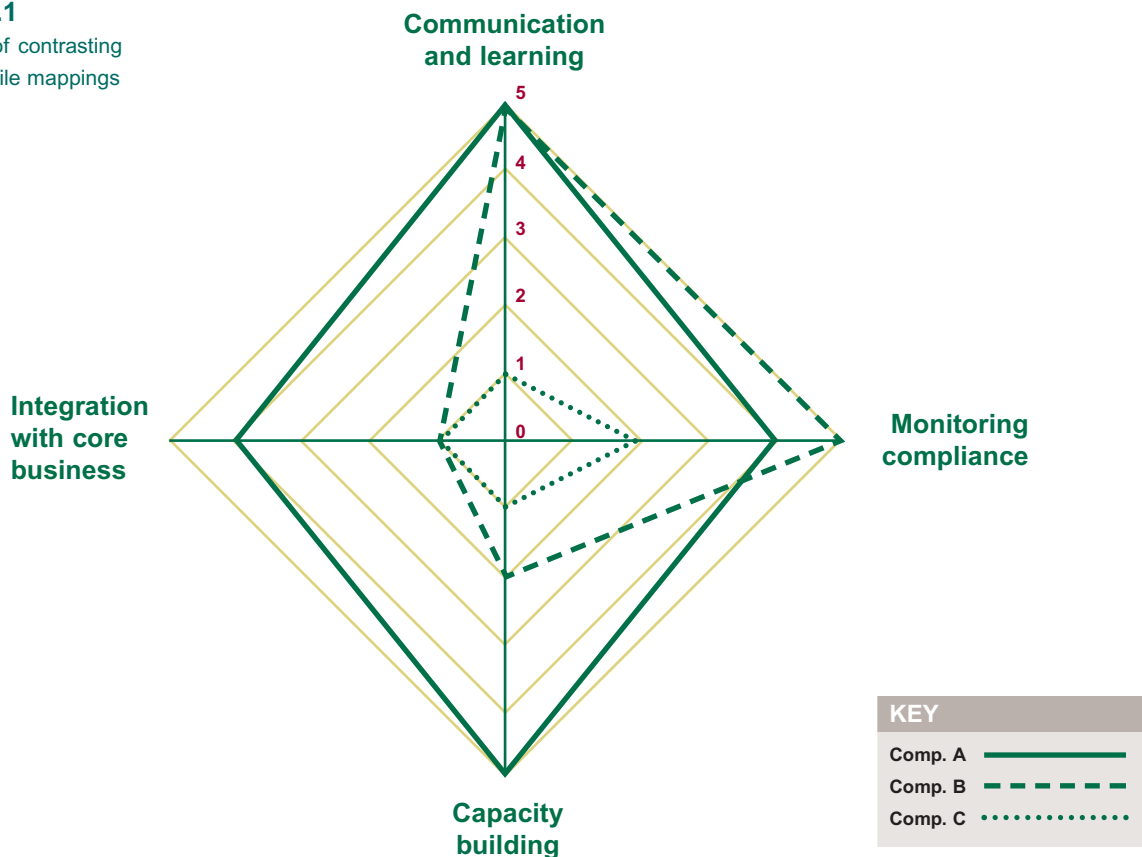 .1
of contrasting
ile mappings
Communication
and learning
5
4
3
2
1
0
Integration
with core
business
Monitoring
compliance
Capacity
building
KEY
Comp. A
Comp. B
Comp. C